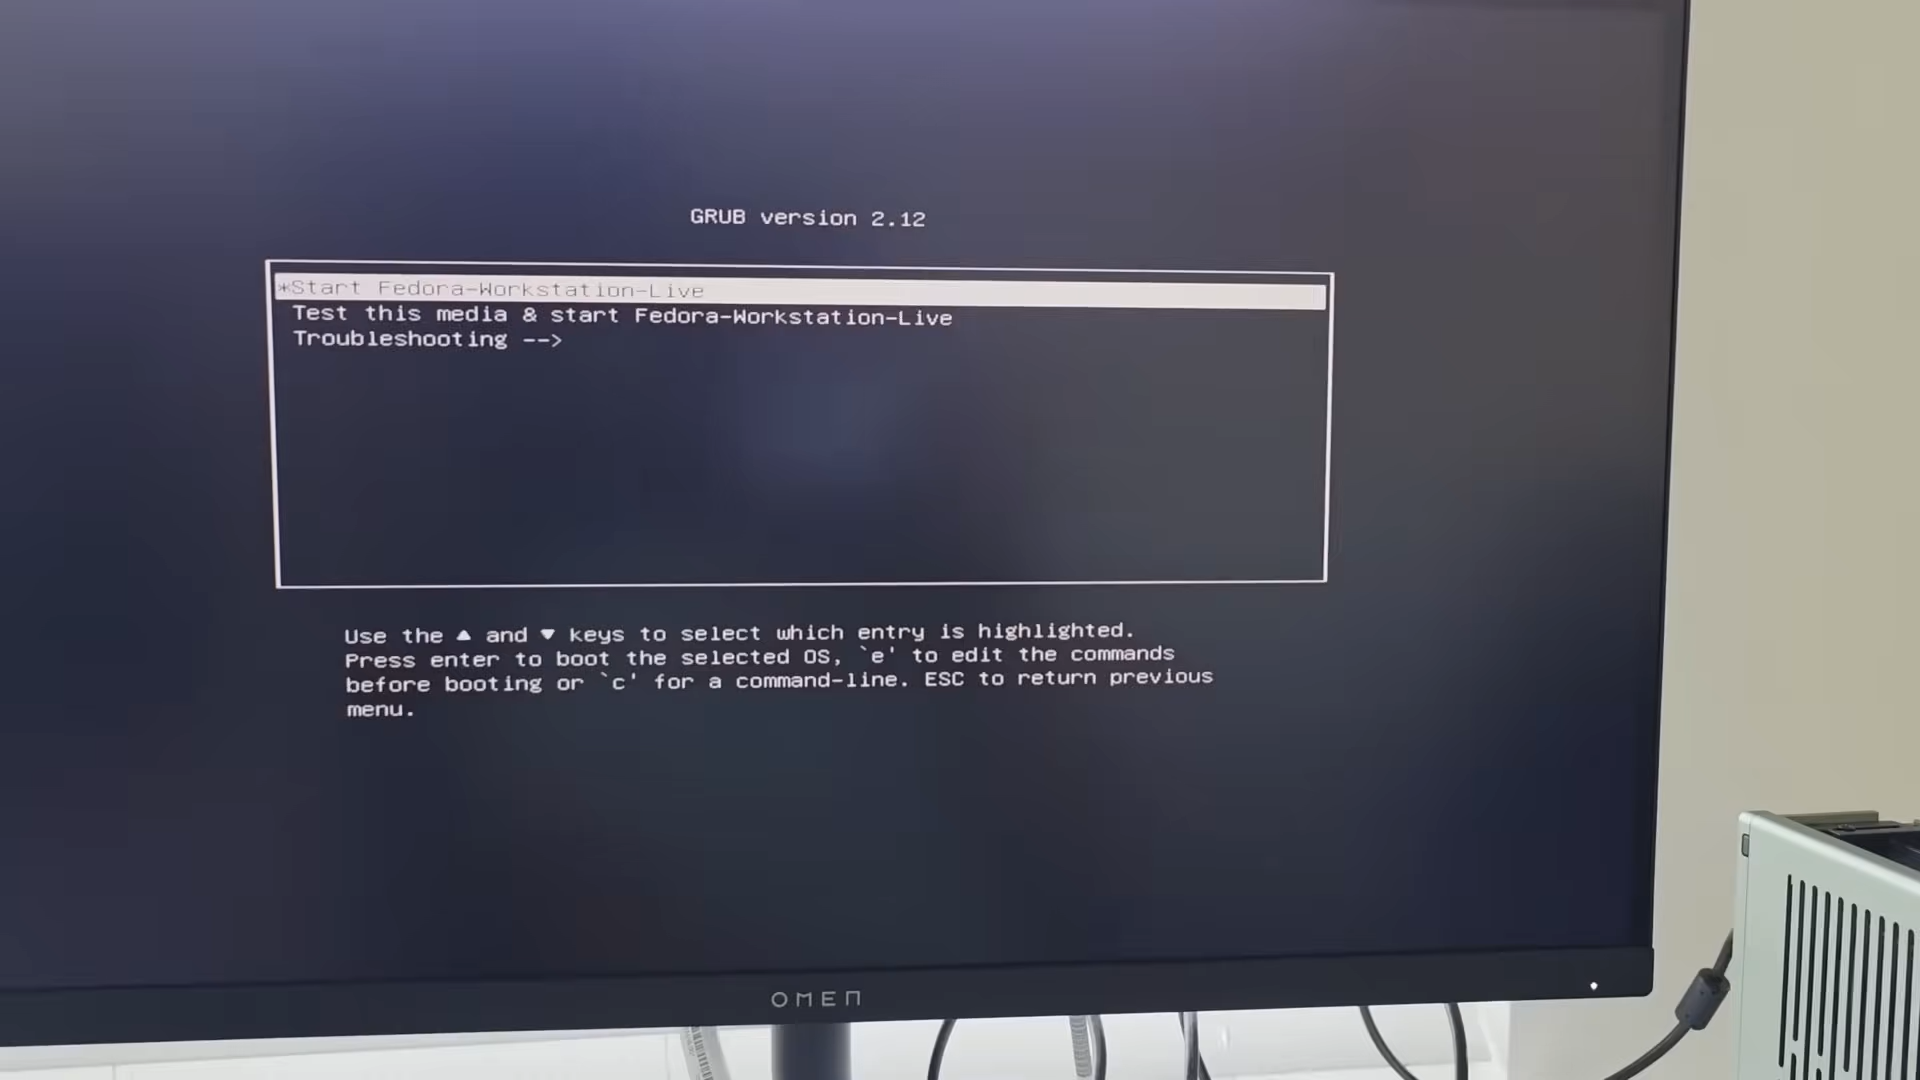 GRUB version 2.12
*Start Fedora-Workstation-Live
Test this media & start Fedora-Workstation-Live
Troubleshooting -->
Use the ▲ and ▼ keys to select which entry is highlighted.
Press enter to boot the selected OS, `e' to edit the commands
before booting or `c' for a command-line. ESC to return previous
menu.
OMEN